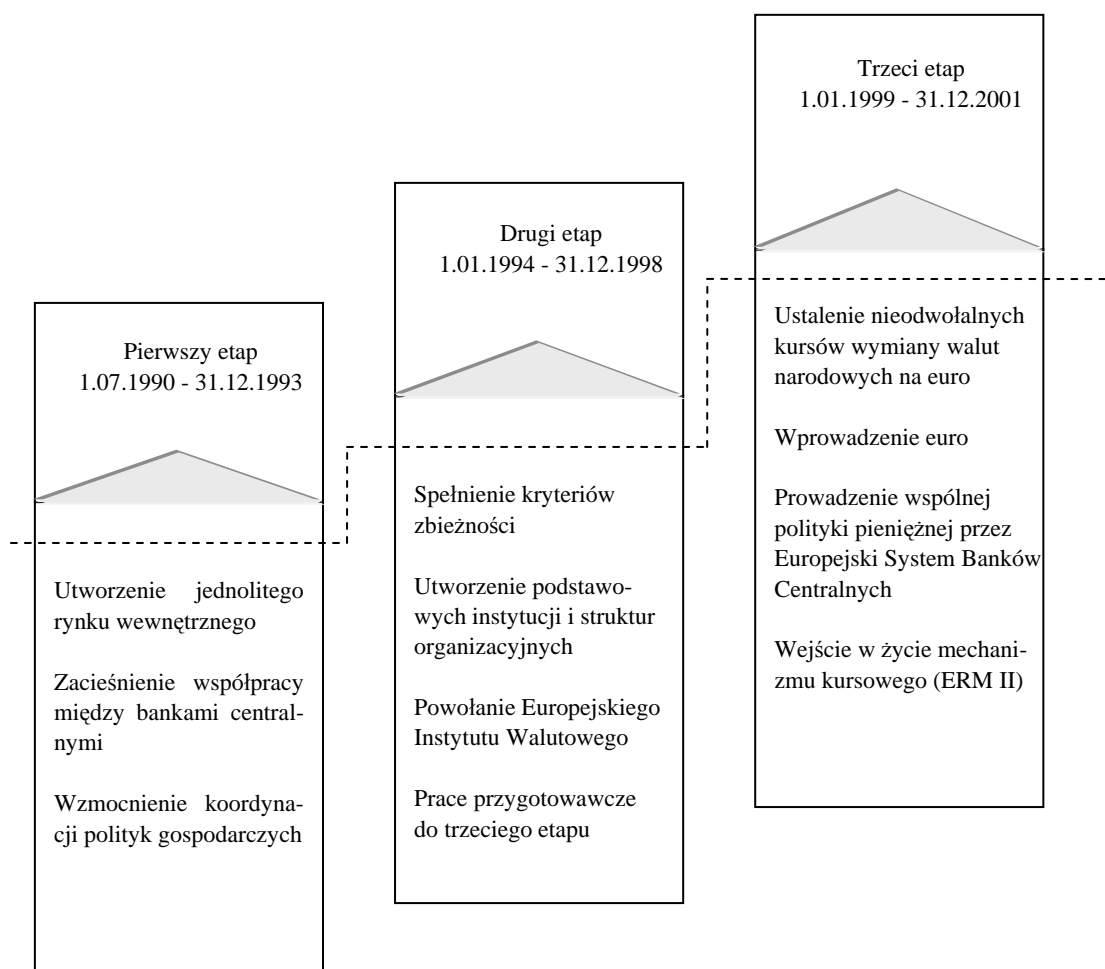 Pierwszy etap
1.07.1990 - 31.12.1993
Utworzenie jednolitego
rynku wewnętrznego
Zacieśnienie współpracy
między bankami central-
nymi
Wzmocnienie koordyna-
cji polityk gospodarczych
Drugi etap
1.01.1994 - 31.12.1998
Spełnienie kryteriów
zbieżności
Utworzenie podstawo-
wych instytucji i struktur
organizacyjnych
Powołanie Europejskiego
Instytutu Walutowego
Prace przygotowawcze
do trzeciego etapu
Trzeci etap
1.01.1999 - 31.12.2001
Ustalenie nieodwołalnych
kursów wymiany walut
narodowych na euro
Wprowadzenie euro
Prowadzenie wspólnej
polityki pieniężnej przez
Europejski System Banków
Centralnych
Wejście w życie mechani-
zmu kursowego (ERM II)